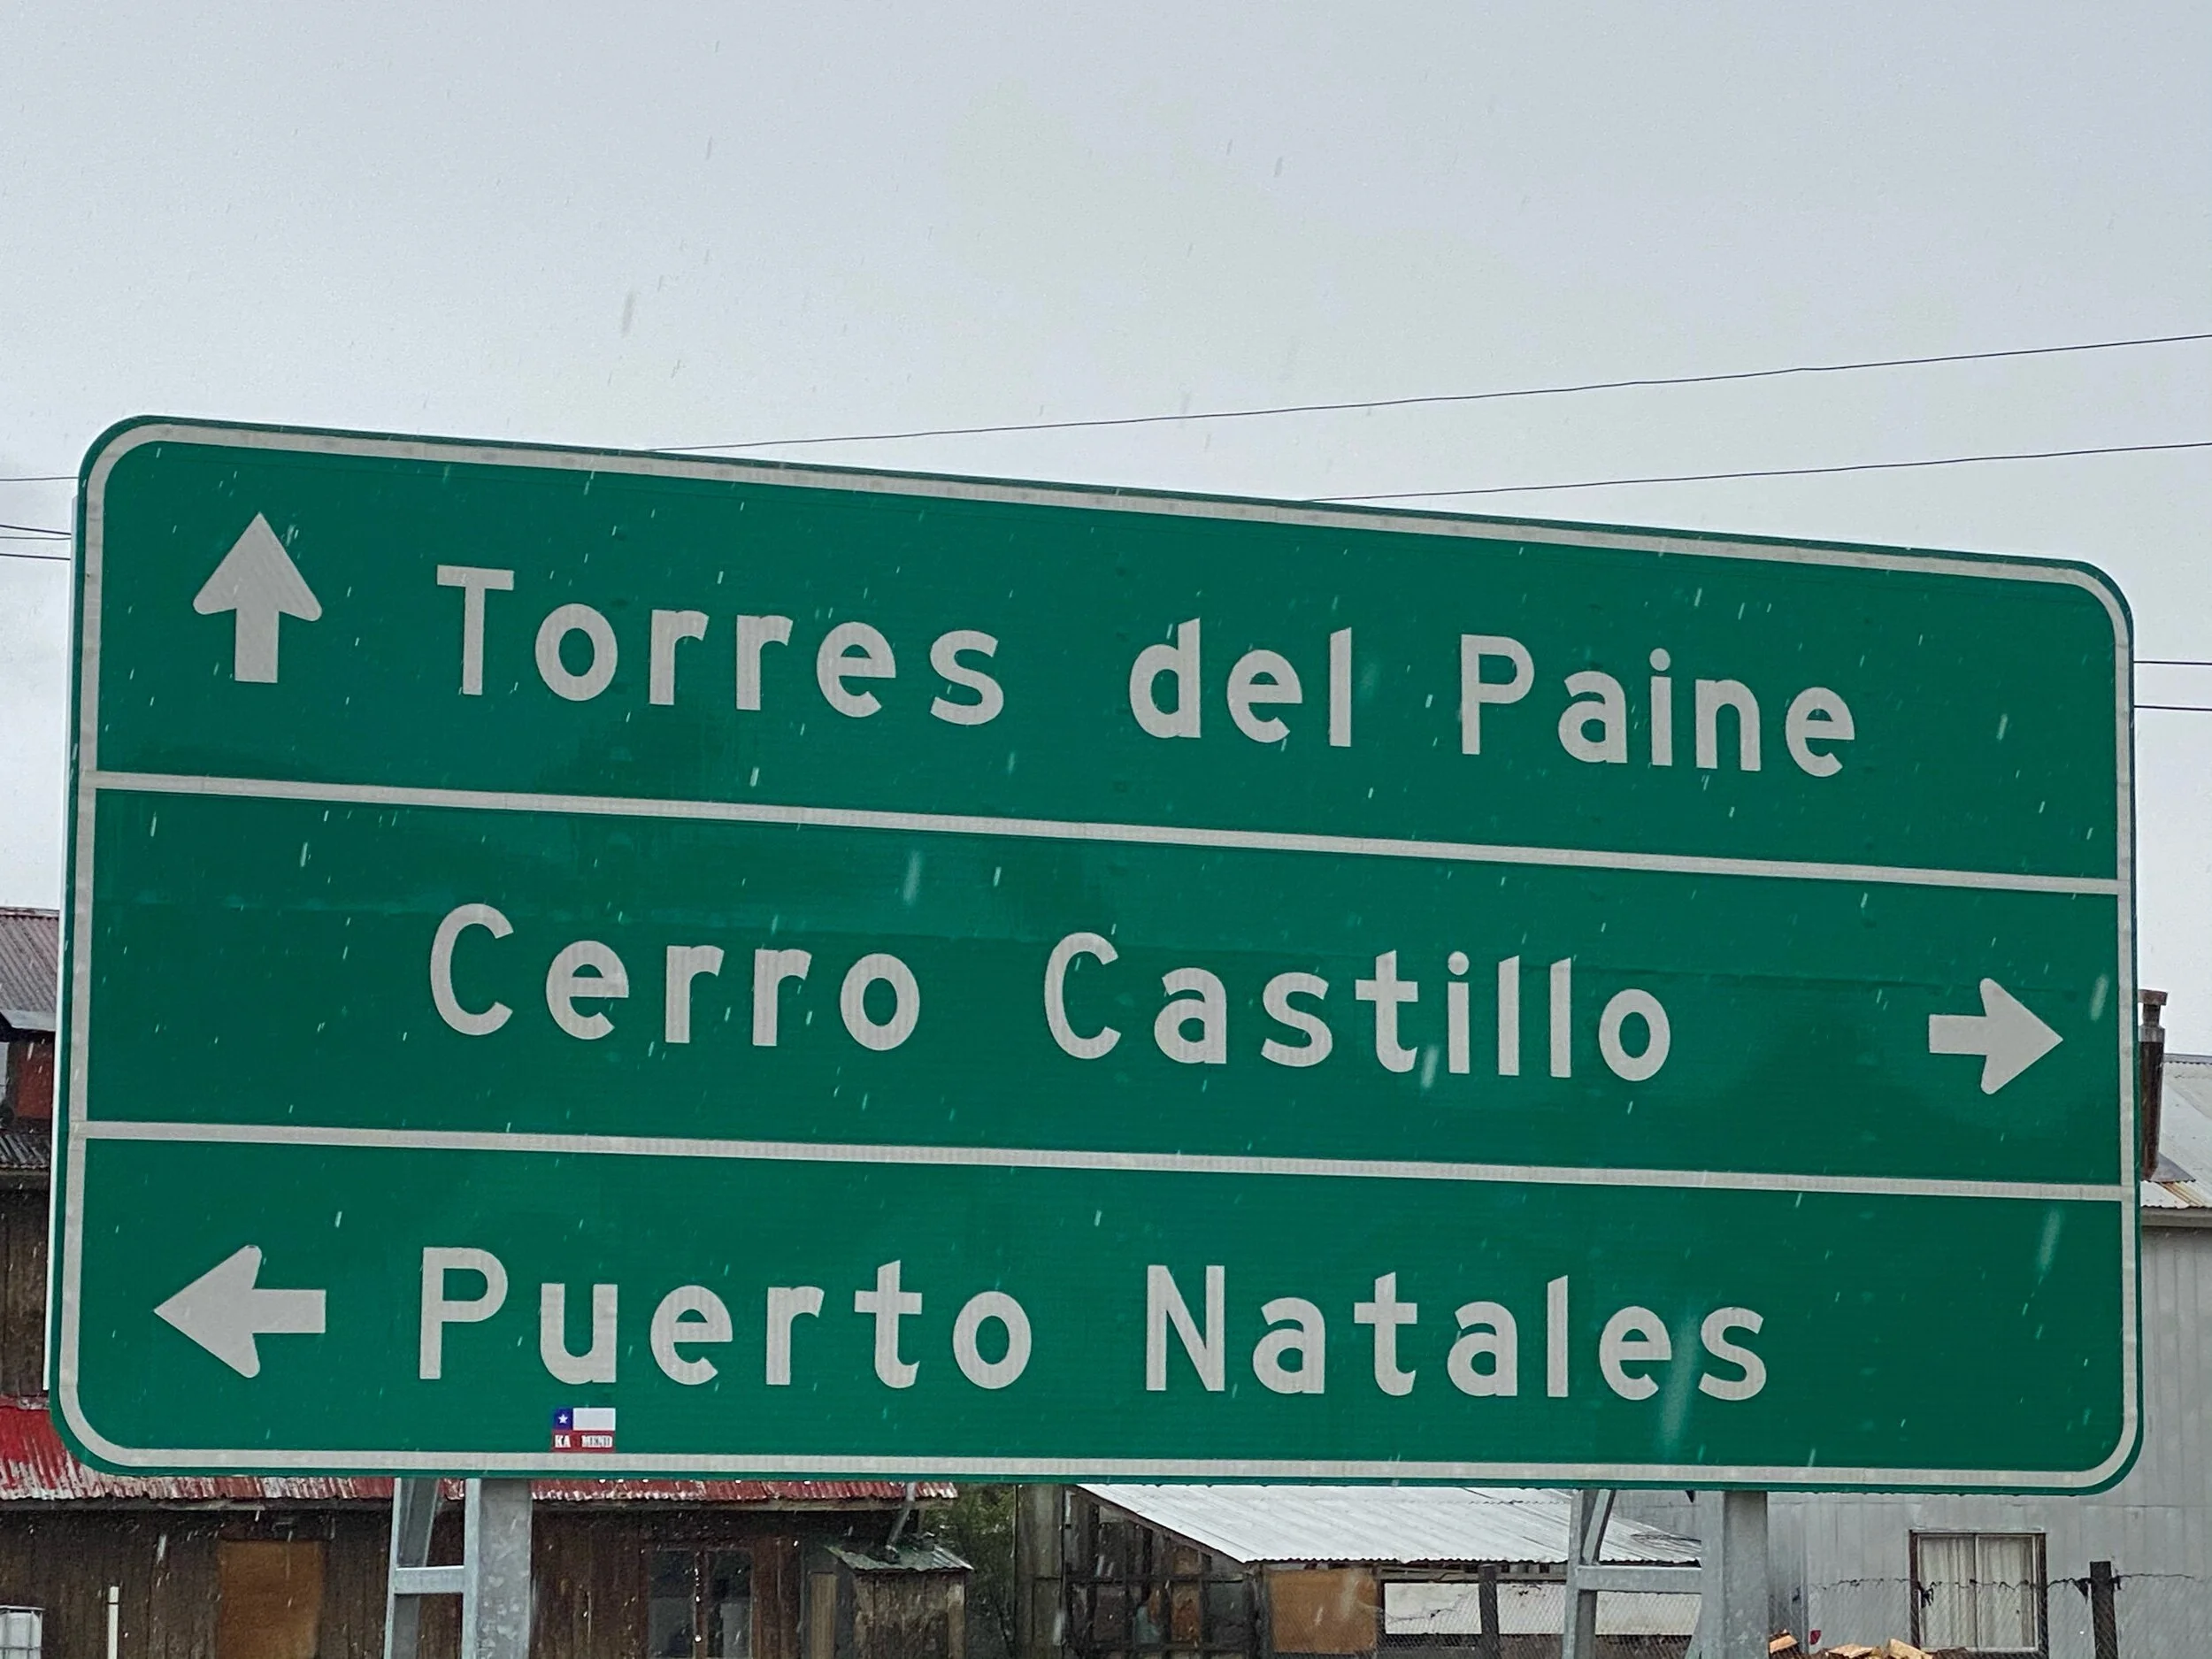 Torres del Paine
Cerro Castillo
Puerto Natales